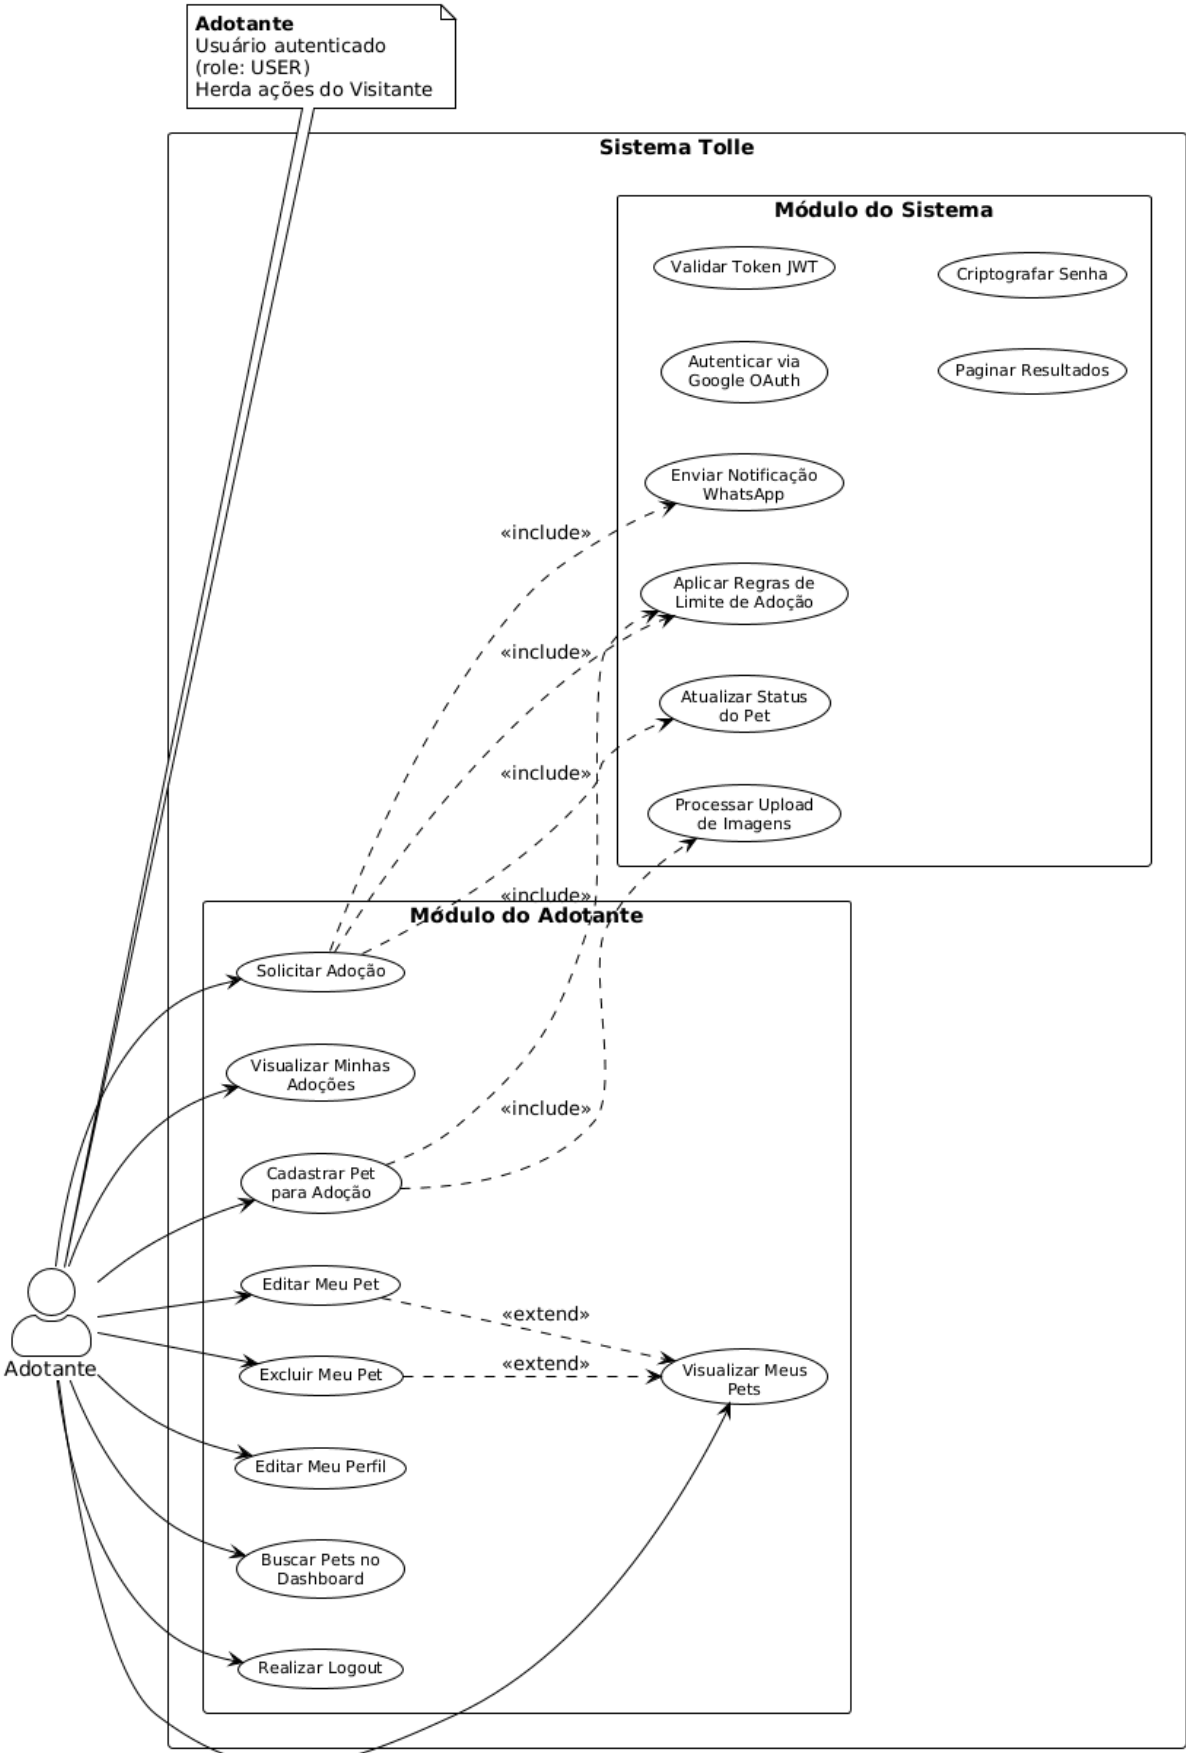 Adotante
Usuário autenticado
(role: USER)
Herda ações do Visitante
Sistema Tolle
Módulo do Sistema
Validar Token JWT
Criptografar Senha
Autenticar via
Google OAuth
Paginar Resultados
Enviar Notificação
WhatsApp
«include»
Aplicar Regras de
Limite de Adoção
«include»
Atualizar Status
do Pet
«include»
Processar Upload
de Imagens
«include»
Módulo do Adotante
Solicitar Adoção
Visualizar Minhas
Adoções
«include»
Cadastrar Pet
para Adoção
Editar Meu Pet
«extend»
«extend»
Excluir Meu Pet
Visualizar Meus
Pets
Adotante
Editar Meu Perfil
Buscar Pets no
Dashboard
Realizar Logout